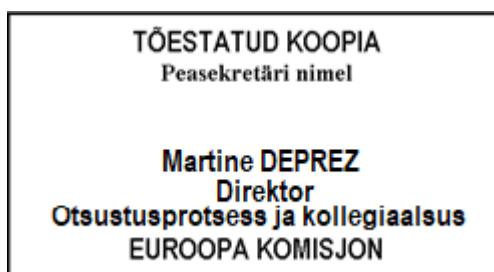 TÕESTATUD KOOPIA
Peasekretäri nimel
Martine DEPREZ
Direktor
Otsustusprotsess ja kollegiaalsus
EUROOPA KOMISJON